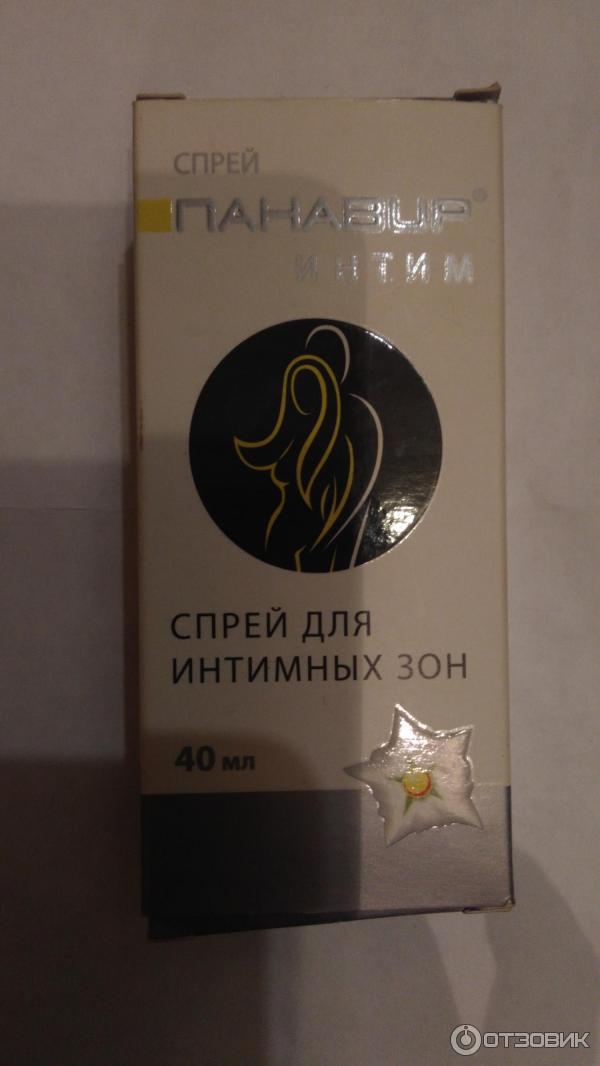 СПРЕЙ
ПАНАВИР®
ИНТИМ
СПРЕЙ ДЛЯ
ИНТИМНЫХ ЗОН
40 мл
ОТЗОВИК